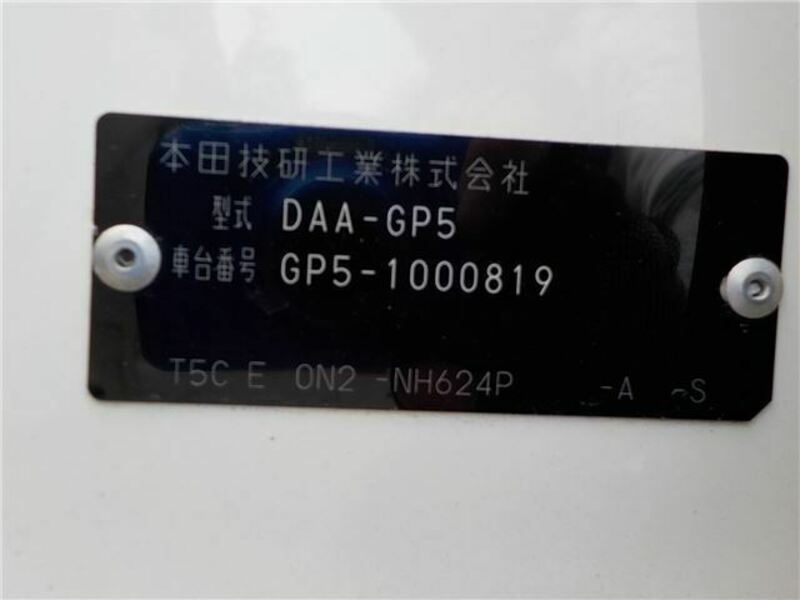 本田技研工業株式会社
型式 DAA-GP5
車台番号 GP5-1000819
T5C E 0N2 -NH624P -A -S